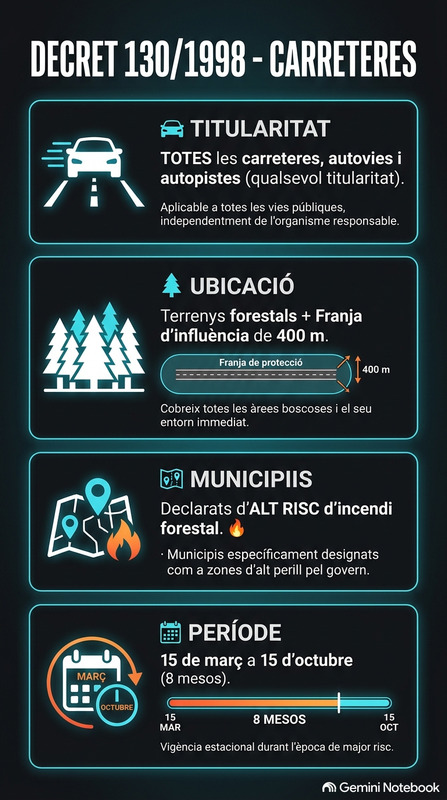 DECRET 130/1998 - CARRETERES
TITULARITAT
TOTES les carreteres, autovies i
autopistes (qualsevol titularitat).
Aplicable a totes les vies públiques,
independentment de l'organisme responsable.
UBICACIÓ
Terrenys forestals + Franja
d'influència de 400 m.
Franja de protecció
400 m
Cobreix totes les àrees boscoses i el seu
entorn immediat.
MUNICIPIIS
Declarats d'ALT RISC d'incendi
forestal. 🔥
· Municipis específicament designats
com a zones d'alt perill pel govern.
PERÍODE
MARÇ
OCTUBRE
15 de març a 15 d'octubre
(8 mesos).
15
MAR
8 MESOS
15
OCT
Vigència estacional durant l'època de major risc.
Gemini Notebook